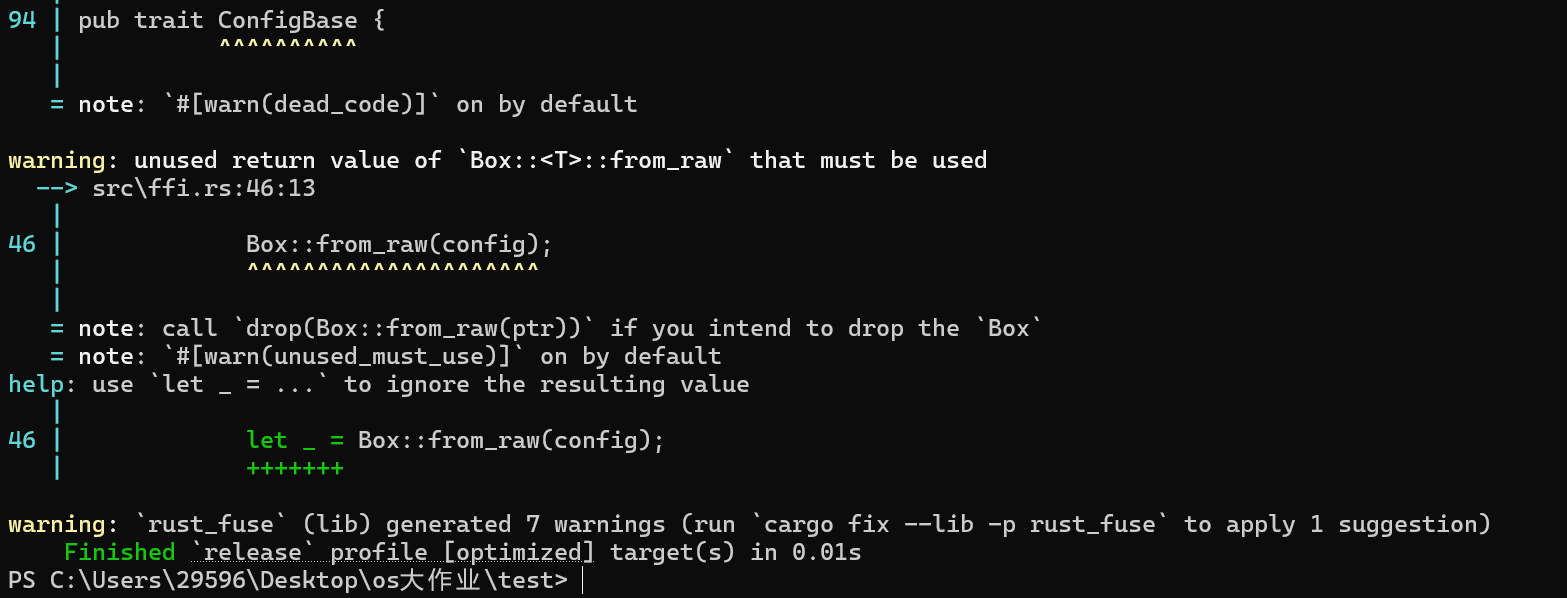 94 | pub trait ConfigBase {
   |           ^^^^^^^^^^
   |
   = note: `#[warn(dead_code)]` on by default

warning: unused return value of `Box::<T>::from_raw` that must be used
  --> src\ffi.rs:46:13
   |
46 |             Box::from_raw(config);
   |             ^^^^^^^^^^^^^^^^^^^^^
   |
   = note: call `drop(Box::from_raw(ptr))` if you intend to drop the `Box`
   = note: `#[warn(unused_must_use)]` on by default
help: use `let _ = ...` to ignore the resulting value
   |
46 |             let _ = Box::from_raw(config);
   |             +++++++

warning: `rust_fuse` (lib) generated 7 warnings (run `cargo fix --lib -p rust_fuse` to apply 1 suggestion)
    Finished `release` profile [optimized] target(s) in 0.01s
PS C:\Users\29596\Desktop\os大作业\test>